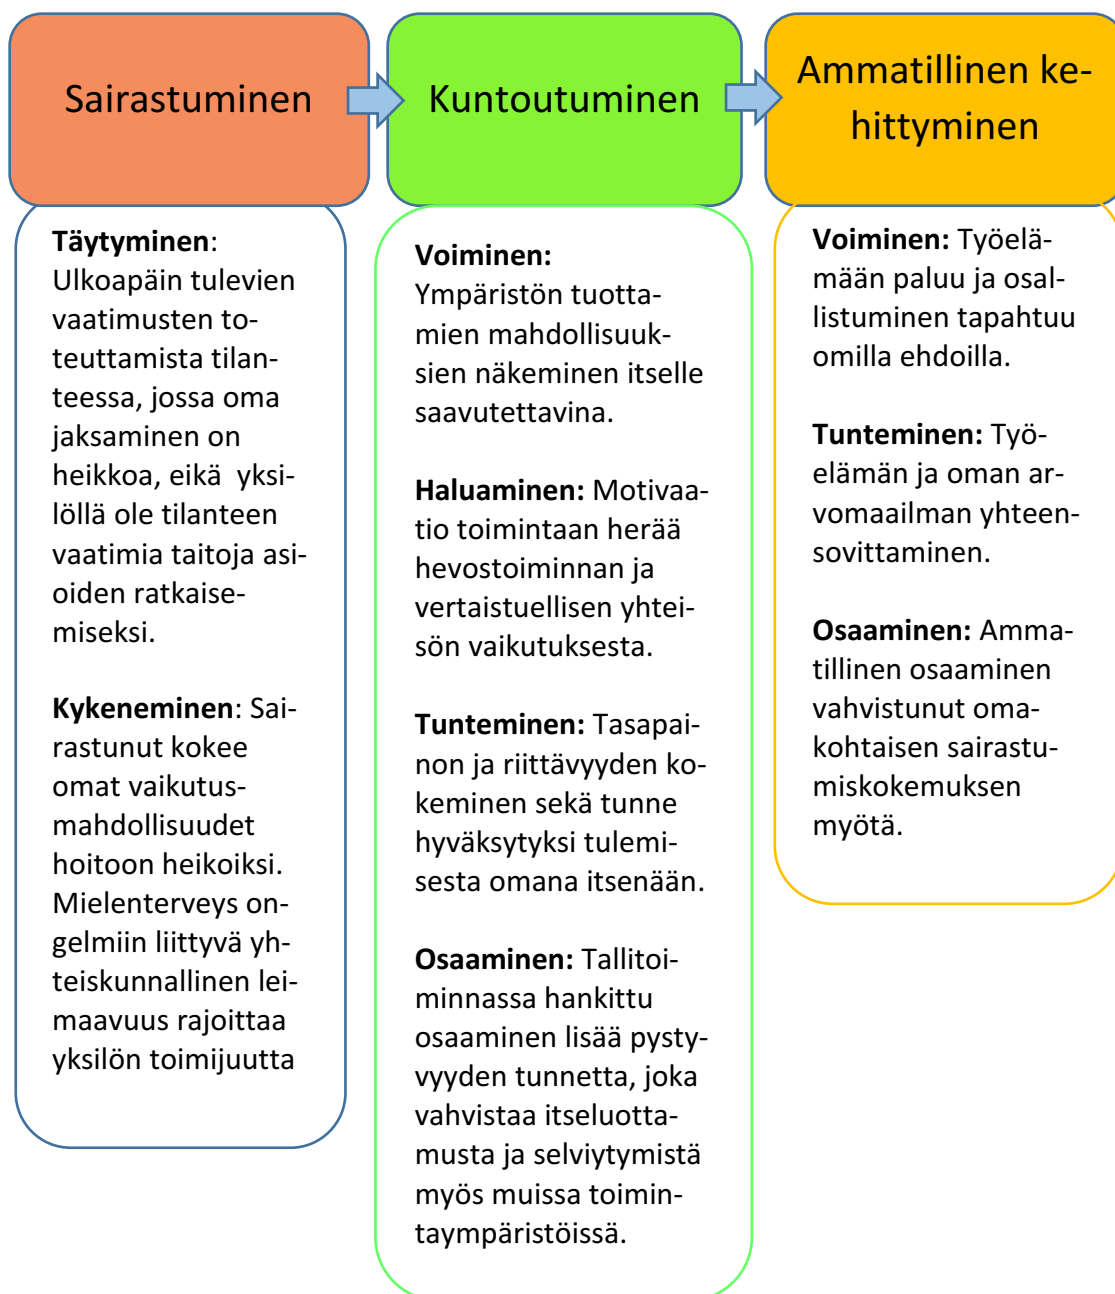 Sairastuminen
Täytyminen:
Ulkoapäin tulevien
vaatimusten to-
teuttamista tilan-
teessa, jossa oma
jaksaminen on
heikkoa, eikä  yksi-
löllä ole tilanteen
vaatimia taitoja asi-
oiden ratkaise-
miseksi.
Kykeneminen: Sai-
rastunut kokee
omat vaikutus-
mahdollisuudet
hoitoon heikoiksi.
Mielenterveys on-
gelmiin liittyvä yh-
teiskunnallinen lei-
maavuus rajoittaa
yksilön toimijuutta
Kuntoutuminen
Voiminen:
Ympäristön tuotta-
mien mahdollisuuk-
sien näkeminen itselle
saavutettavina.
Haluaminen: Motivaa-
tio toimintaan herää
hevostoiminnan ja
vertaistuellisen yhtei-
sön vaikutuksesta.
Tunteminen: Tasapai-
non ja riittävyyden ko-
keminen sekä tunne
hyväksytyksi tulemi-
sesta omana itsenään.
Osaaminen: Tallitoi-
minnassa hankittu
osaaminen lisää pysty-
vyyden tunnetta, joka
vahvistaa itseluotta-
musta ja selviytymistä
myös muissa toimin-
taympäristöissä.
Ammatillinen ke-
hittyminen
Voiminen: Työelä-
mään paluu ja osal-
listuminen tapahtuu
omilla ehdoilla.
Tunteminen: Työ-
elämän ja oman ar-
vomaailman yhteen-
sovittaminen.
Osaaminen: Amma-
tillinen osaaminen
vahvistunut oma-
kohtaisen sairastu-
miskokemuksen
myötä.